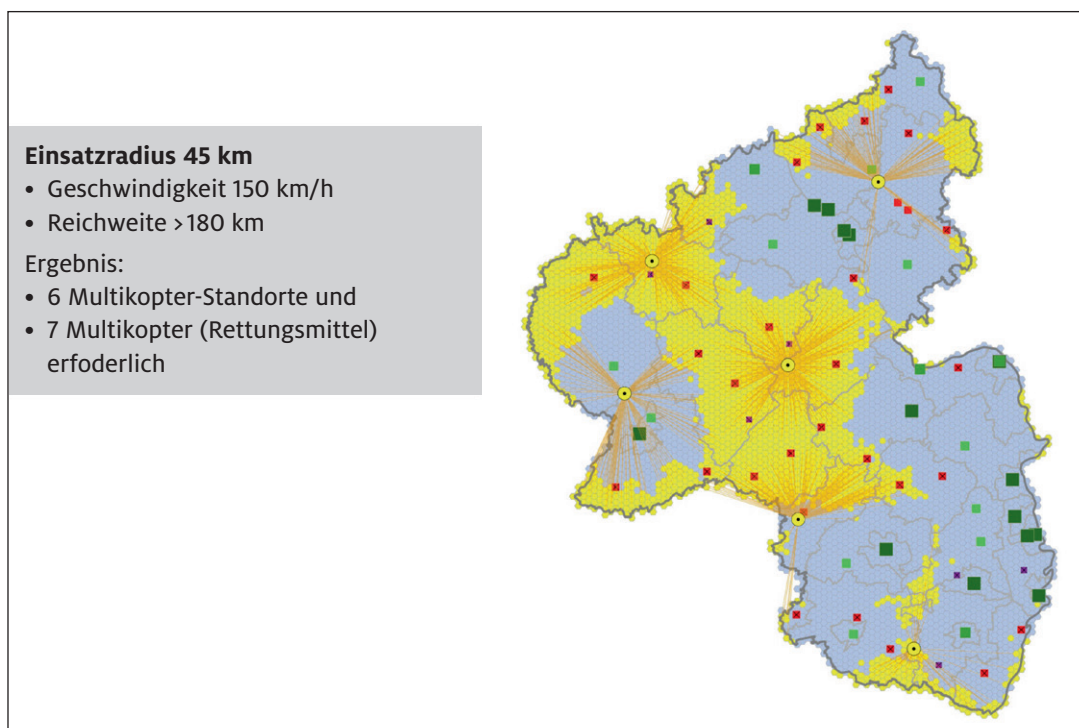 Einsatzradius 45 km
• Geschwindigkeit 150 km/h
• Reichweite >180 km
Ergebnis:
• 6 Multikopter-Standorte und
• 7 Multikopter (Rettungsmittel)
erfoderlich